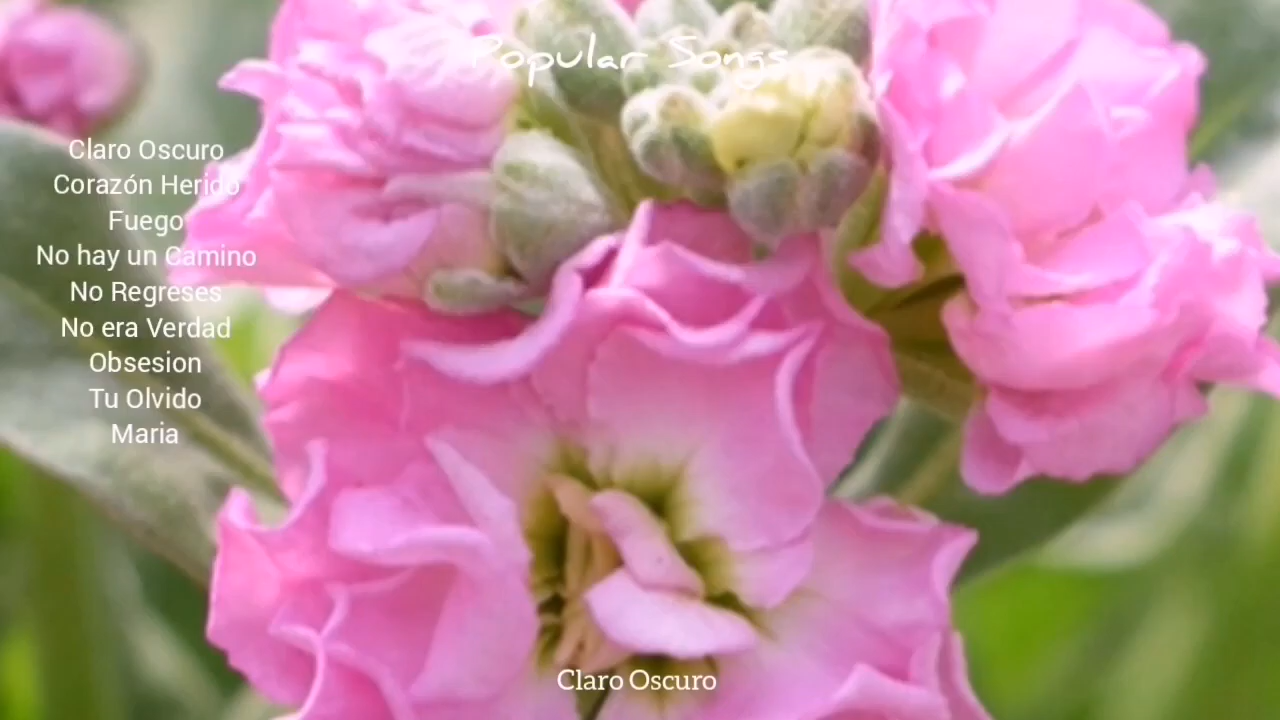 Popular Songs
Claro Oscuro
Corazón Herido
Fuego
No hay un Camino
No Regreses
No era Verdad
Obsesion
Tu Olvido
Maria
Claro Oscuro